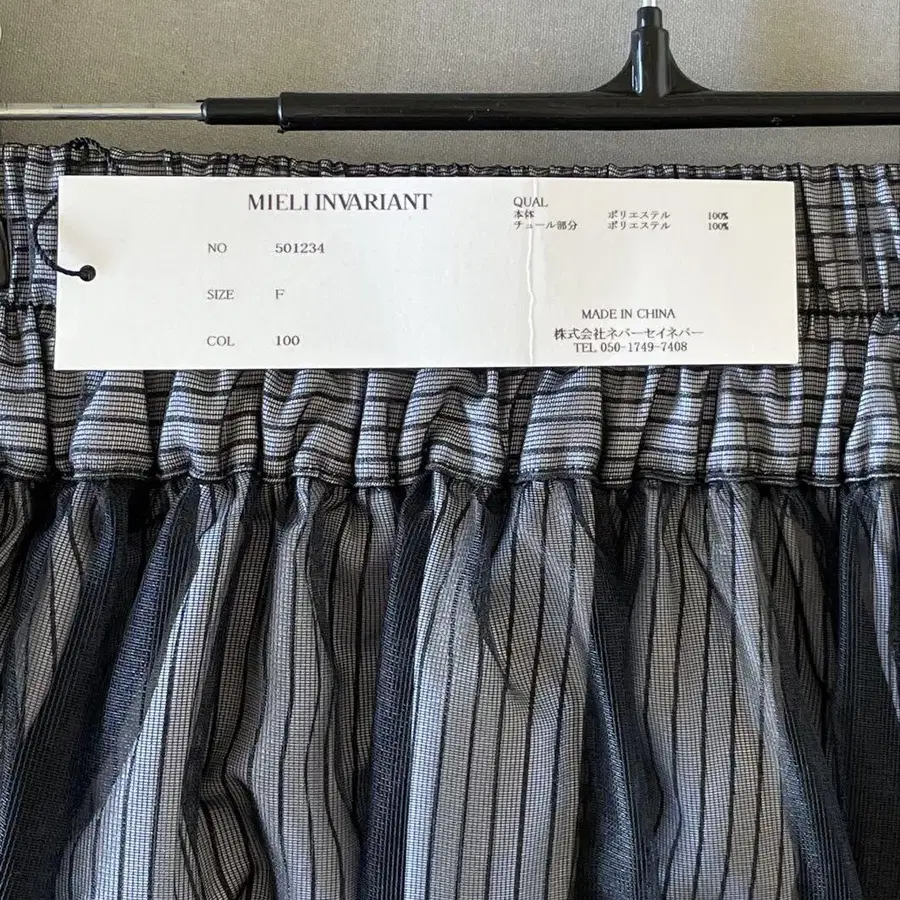 MIELI INVARIANT
NO 501234
SIZE F
COL 100
QUAL
本体 ポリエステル 100%
チュール部分 ポリエステル 100%
MADE IN CHINA
株式会社ネバーセイネバー
TEL 050-1749-7408